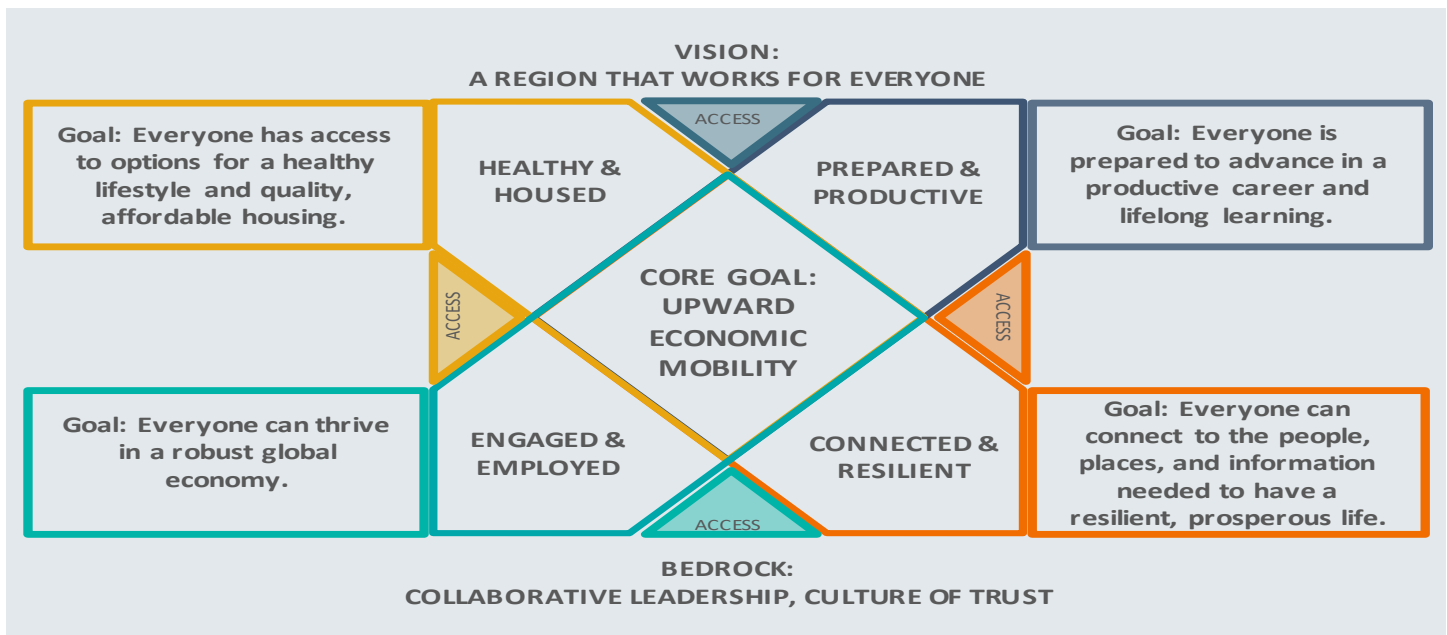 VISION:
A REGION THAT WORKS FOR EVERYONE
Goal: Everyone has access
to options for a healthy
lifestyle and quality,
affordable housing.
HEALTHY &
HOUSED
ACCESS
PREPARED &
PRODUCTIVE
Goal: Everyone is
prepared to advance in a
productive career and
lifelong learning.
ACCESS
CORE GOAL:
UPWARD
ECONOMIC
MOBILITY
ACCESS
Goal: Everyone can thrive
in a robust global
economy.
ENGAGED &
EMPLOYED
ACCESS
CONNECTED &
RESILIENT
Goal: Everyone can
connect to the people,
places, and information
needed to have a
resilient, prosperous life.
BEDROCK:
COLLABORATIVE LEADERSHIP, CULTURE OF TRUST